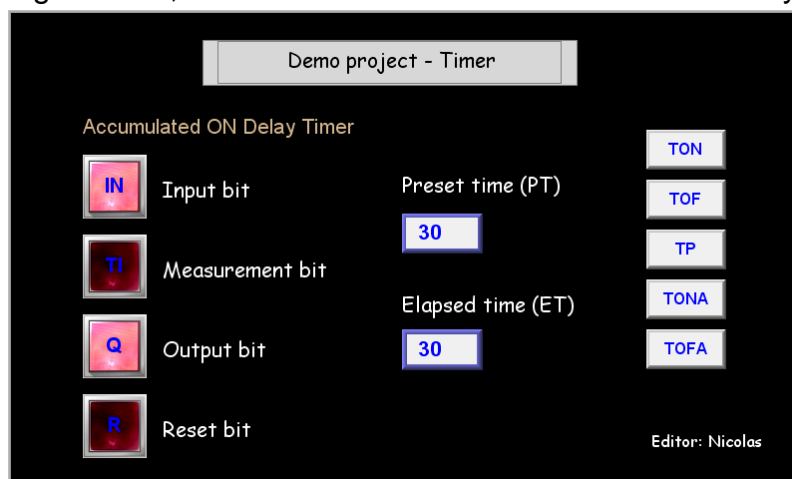 Demo project - Timer
Accumulated ON Delay Timer
IN
Input bit
TI
Measurement bit
Q
Output bit
R
Reset bit
Preset time (PT)
30
Elapsed time (ET)
30
TON
TOF
TP
TONA
TOFA
Editor: Nicolas